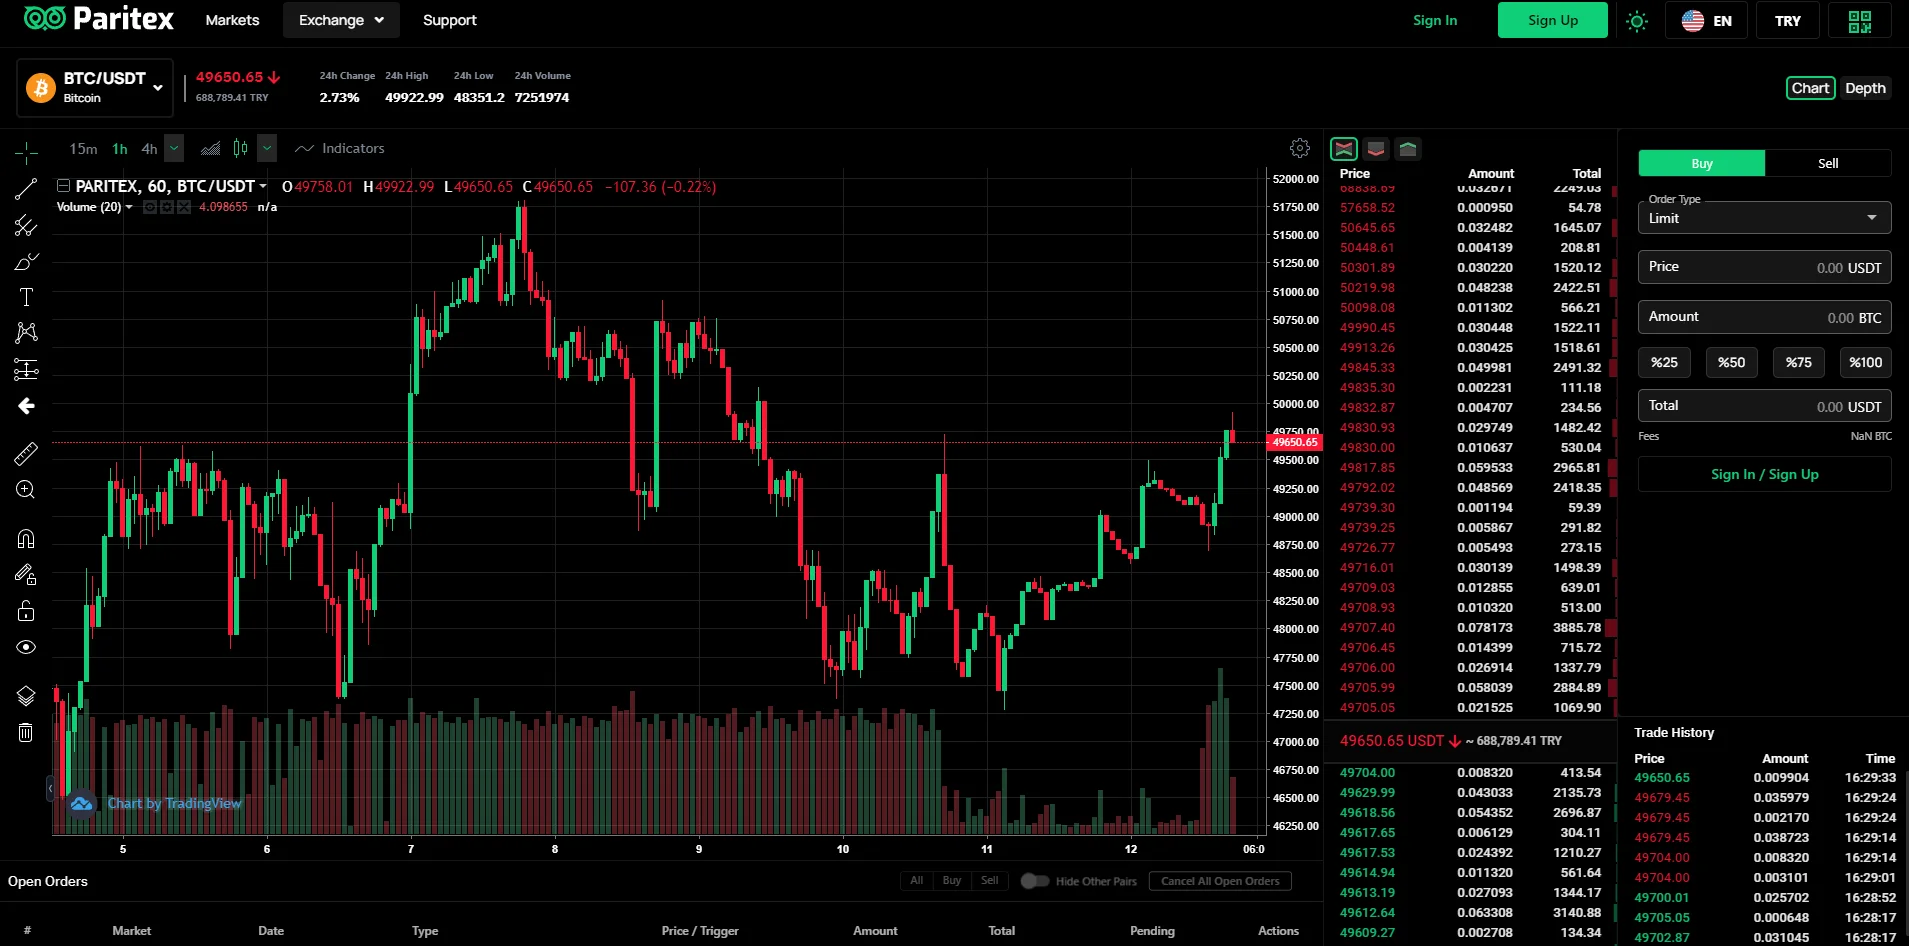 Paritex Markets Exchange Support Sign In Sign Up EN TRY
BTC/USDT
Bitcoin
49650.65
688,789.41 TRY
24h Change 24h High 24h Low 24h Volume
2.73% 49922.99 48351.2 7251974
Chart Depth
15m 1h 4h Indicators
PARITEX, 60, BTC/USDT O49758.01 H49922.99 L49650.65 C49650.65 −107.36 (−0.22%)
Volume (20) 4.098655 n/a
52000.00
51750.00
51500.00
51250.00
51000.00
50750.00
50500.00
50250.00
50000.00
49750.00
49650.65
49500.00
49250.00
49000.00
48750.00
48500.00
48250.00
48000.00
47750.00
47500.00
47250.00
47000.00
46750.00
46500.00
46250.00
Chart by TradingView
5 6 7 8 9 10 11 12 06:0
Price Amount Total
68838.69 0.032671 2249.03
57658.52 0.000950 54.78
50645.65 0.032482 1645.07
50448.61 0.004139 208.81
50301.89 0.030220 1520.12
50219.98 0.048238 2422.51
50098.08 0.011302 566.21
49990.45 0.030448 1522.11
49913.26 0.030425 1518.61
49845.33 0.049981 2491.32
49835.30 0.002231 111.18
49832.87 0.004707 234.56
49830.93 0.029749 1482.42
49830.00 0.010637 530.04
49817.85 0.059533 2965.81
49792.02 0.048569 2418.35
49739.30 0.001194 59.39
49739.25 0.005867 291.82
49726.77 0.005493 273.15
49716.01 0.030139 1498.39
49709.03 0.012855 639.01
49708.93 0.010320 513.00
49707.40 0.078173 3885.78
49706.45 0.014399 715.72
49706.00 0.026914 1337.79
49705.99 0.058039 2884.89
49705.05 0.021525 1069.90
49650.65 USDT ~ 688,789.41 TRY
49704.00 0.008320 413.54
49629.99 0.043033 2135.73
49618.56 0.054352 2696.87
49617.65 0.006129 304.11
49617.53 0.024392 1210.27
49614.94 0.011320 561.64
49613.19 0.027093 1344.17
49612.64 0.063308 3140.88
49609.27 0.002708 134.34
Buy Sell
Order Type
Limit
Price 0.00 USDT
Amount 0.00 BTC
%25 %50 %75 %100
Total 0.00 USDT
Fees NaN BTC
Sign In / Sign Up
Trade History
Price Amount Time
49650.65 0.009904 16:29:33
49679.45 0.035979 16:29:24
49679.45 0.002170 16:29:24
49679.45 0.038723 16:29:14
49704.00 0.008320 16:29:14
49704.00 0.003101 16:29:01
49700.01 0.025702 16:28:52
49705.05 0.000648 16:28:17
49702.87 0.031045 16:28:17
Open Orders All Buy Sell Hide Other Pairs Cancel All Open Orders
# Market Date Type Price / Trigger Amount Total Pending Actions